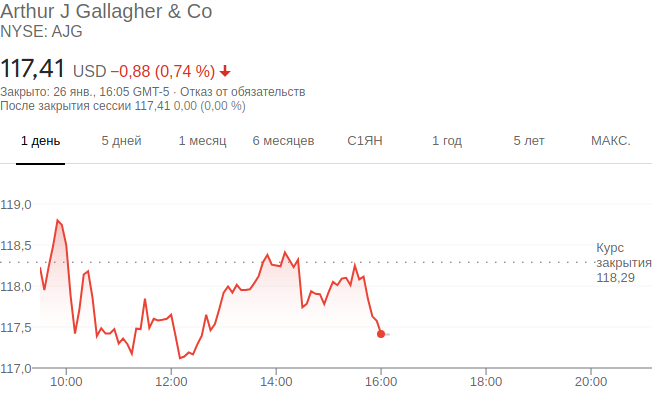 Arthur J Gallagher & Co
NYSE: AJG
117,41 USD −0,88 (0,74 %)
Закрыто: 26 янв., 16:05 GMT-5 · Отказ от обязательств
После закрытия сессии 117,41 0,00 (0,00 %)
1 день 5 дней 1 месяц 6 месяцев С1ЯН 1 год 5 лет МАКС.
119,0
118,5
118,0
117,5
117,0
Курс
закрытия
118,29
10:00 12:00 14:00 16:00 18:00 20:00